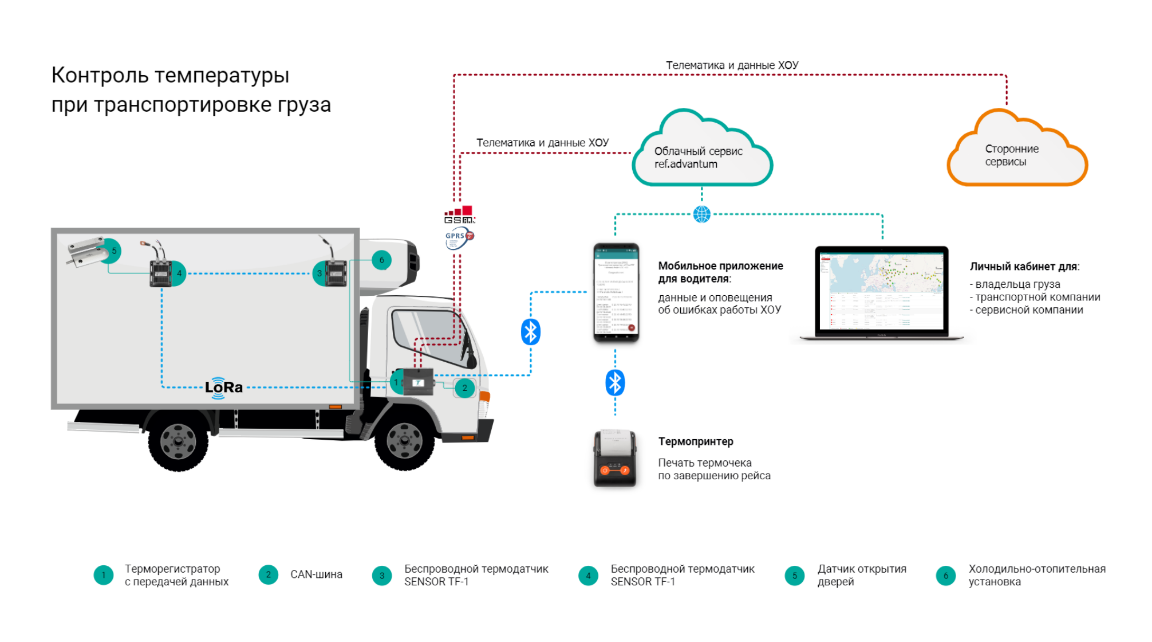 Контроль температуры
при транспортировке груза
Телематика и данные ХОУ
Телематика и данные ХОУ
Облачный сервис
ref.advantum
Сторонние
сервисы
GSM
GPRS
5
4
3
6
LoRa
1
2
Мобильное приложение
для водителя:
данные и оповещения
об ошибках работы ХОУ
Личный кабинет для:
- владельца груза
- транспортной компании
- сервисной компании
Термопринтер
Печать термочека
по завершению рейса
1 Терморегистратор
с передачей данных
2 CAN-шина
3 Беспроводной термодатчик
SENSOR TF-1
4 Беспроводной термодатчик
SENSOR TF-1
5 Датчик открытия
дверей
6 Холодильно-отопительная
установка